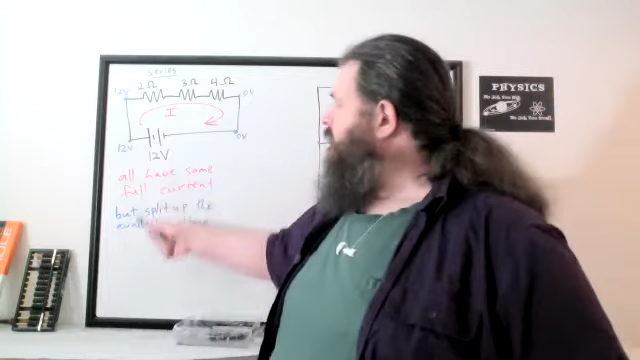 series
12V 2Ω 3Ω 4Ω 0V
I
12V 0V
12V
all have same
full current
but split up the
PHYSICS